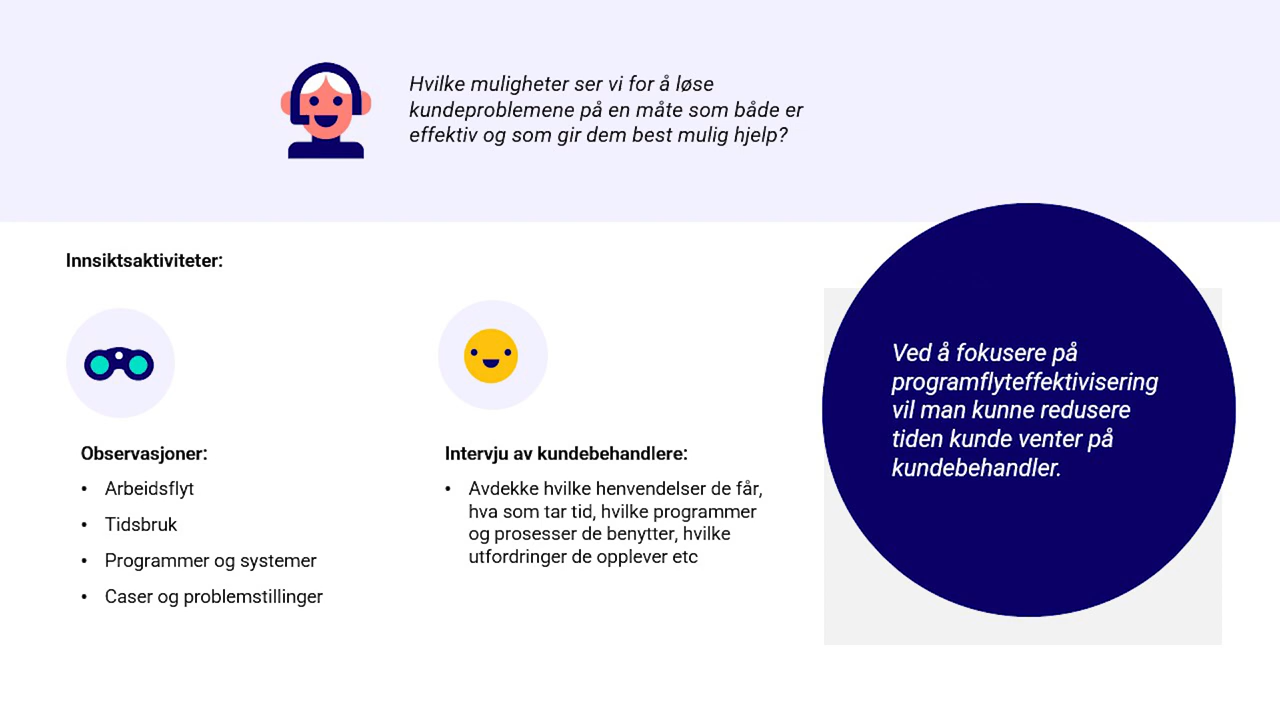 Hvilke muligheter ser vi for å løse
kundeproblemene på en måte som både er
effektiv og som gir dem best mulig hjelp?
Innsiktsaktiviteter:
Observasjoner:
• Arbeidsflyt
• Tidsbruk
• Programmer og systemer
• Caser og problemstillinger
Intervju av kundebehandlere:
• Avdekke hvilke henvendelser de får,
hva som tar tid, hvilke programmer
og prosesser de benytter, hvilke
utfordringer de opplever etc
Ved å fokusere på
programflyteffektivisering
vil man kunne redusere
tiden kunde venter på
kundebehandler.